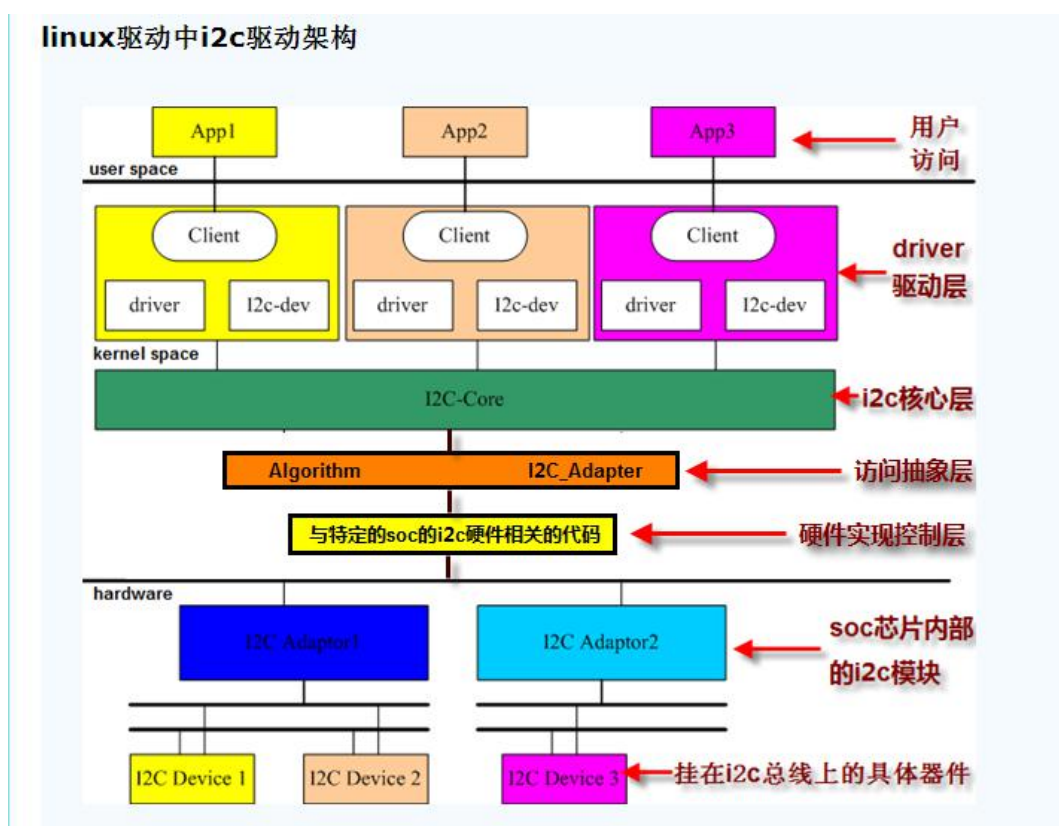 linux驱动中i2c驱动架构
App1
App2
App3
用户
访问
user space
Client
Client
Client
driver
驱动层
driver
I2c-dev
driver
I2c-dev
driver
I2c-dev
kernel space
I2C-Core
i2c核心层
Algorithm
I2C_Adapter
访问抽象层
与特定的soc的i2c硬件相关的代码
硬件实现控制层
hardware
I2C Adaptor1
I2C Adaptor2
soc芯片内部
的i2c模块
I2C Device 1
I2C Device 2
I2C Device 3
挂在i2c总线上的具体器件